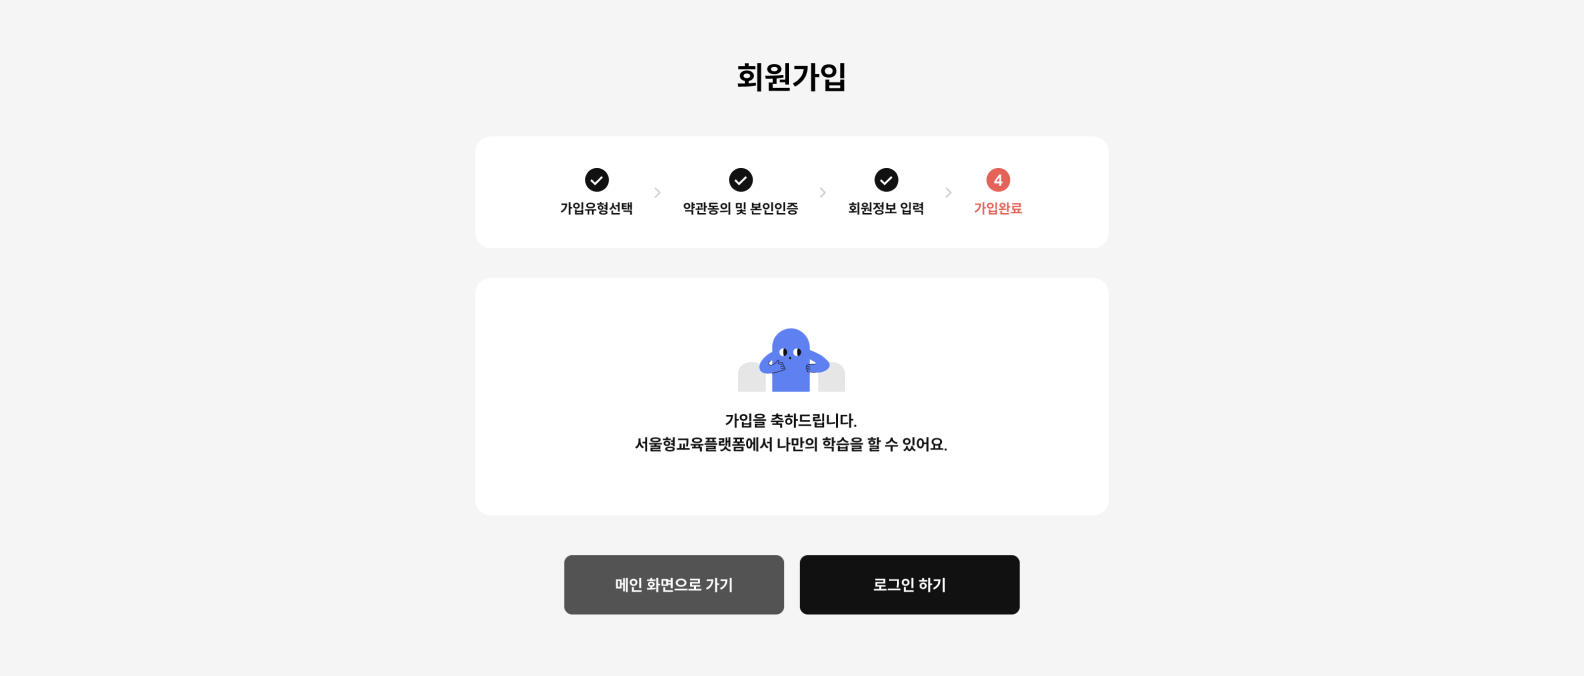 회원가입
가입유형선택
약관동의 및 본인인증
회원정보 입력
4
가입완료
가입을 축하드립니다.
서울형교육플랫폼에서 나만의 학습을 할 수 있어요.
메인 화면으로 가기
로그인 하기